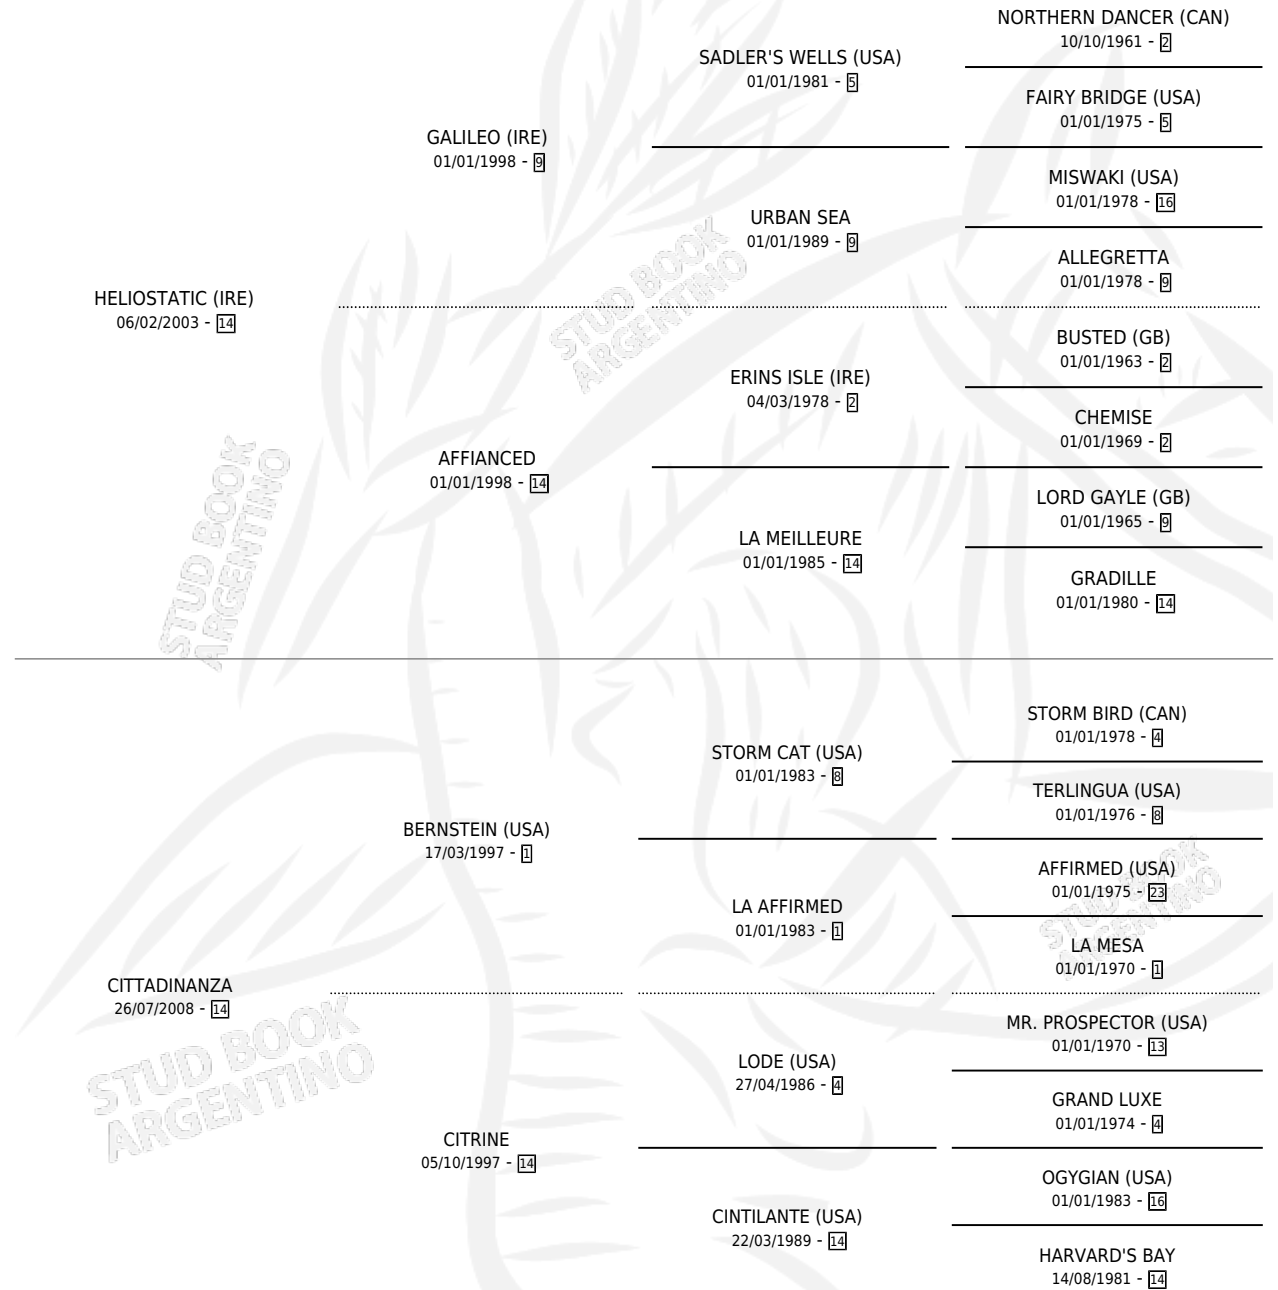 NORTHERN DANCER (CAN)
10/10/1961 - 2
SADLER'S WELLS (USA)
01/01/1981 - 5
FAIRY BRIDGE (USA)
01/01/1975 - 5
GALILEO (IRE)
01/01/1998 - 9
MISWAKI (USA)
01/01/1978 - 16
URBAN SEA
01/01/1989 - 9
ALLEGRETTA
01/01/1978 - 9
HELIOSTATIC (IRE)
06/02/2003 - 14
STUD BOOK
ARGENTINO
BUSTED (GB)
01/01/1963 - 2
ERINS ISLE (IRE)
04/03/1978 - 2
CHEMISE
01/01/1969 - 2
AFFIANCED
01/01/1998 - 14
LORD GAYLE (GB)
01/01/1965 - 9
LA MEILLEURE
01/01/1985 - 14
GRADILLE
01/01/1980 - 14
STUD BOOK
ARGENTINO
STORM BIRD (CAN)
01/01/1978 - 4
STORM CAT (USA)
01/01/1983 - 8
TERLINGUA (USA)
01/01/1976 - 8
BERNSTEIN (USA)
17/03/1997 - 1
AFFIRMED (USA)
01/01/1975 - 23
LA AFFIRMED
01/01/1983 - 1
LA MESA
01/01/1970 - 1
STUD BOOK
ARGENTINO
CITTADINANZA
26/07/2008 - 14
STUD BOOK
ARGENTINO
MR. PROSPECTOR (USA)
01/01/1970 - 13
LODE (USA)
27/04/1986 - 4
GRAND LUXE
01/01/1974 - 4
CITRINE
05/10/1997 - 14
OGYGIAN (USA)
01/01/1983 - 16
CINTILANTE (USA)
22/03/1989 - 14
HARVARD'S BAY
14/08/1981 - 14